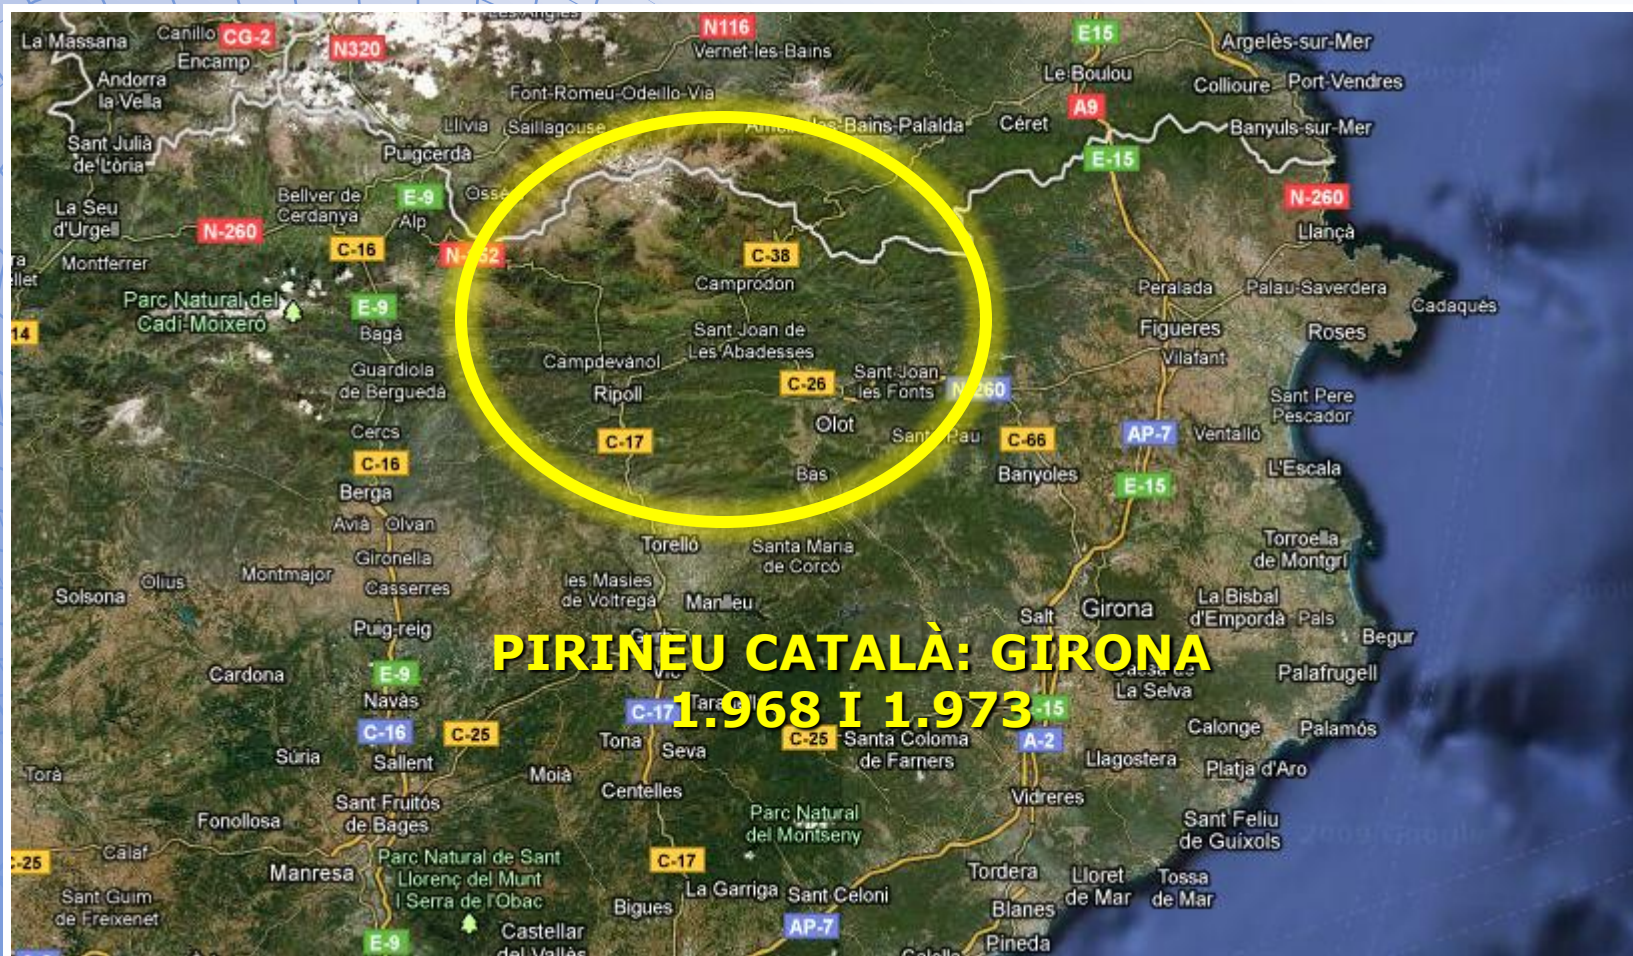 Les Angles
La Massana
Canillo
CG-2
N320
N116
E15
Argelès-sur-Mer
Encamp
Vernet-les-Bains
Andorra
la Vella
Font-Romeu-Odeillo-Via
Le Boulou
Collioure
Port-Vendres
A9
Sant Julià
de Lòria
Llívia
Saillagouse
Céret
Banyuls-sur-Mer
Puigcerdà
E-15
La Seu
d'Urgell
Bellver de
Cerdanya
E-9
Alp
N-260
N-260
Llançà
C-16
N-152
C-38
Montferrer
Camprodon
Peralada
Palau-Saverdera
Parc Natural del
Cadí-Moixeró
E-9
Cadaqués
14
Bagà
Sant Joan de
Les Abadesses
Figueres
Roses
Guardiola
de Berguedà
Campdevànol
Vilafant
Ripoll
C-26
Sant Joan
les Fonts
N-260
Sant Pere
Pescador
Cercs
C-17
Olot
Santa Pau
C-66
AP-7
Ventalló
C-16
Bas
Banyoles
E-15
L'Escala
Berga
Avià
Olvan
Torelló
Santa Maria
de Corcó
Torroella
de Montgrí
Gironella
Solsona
Olius
Montmajor
Casserres
les Masies
de Voltregà
Manlleu
Salt
Girona
La Bisbal
d'Empordà
Pals
Puig-reig
Begur
PIRINEU CATALÀ: GIRONA
1.968 I 1.973
Cardona
E-9
Vic
La Selva
Palafrugell
Navàs
C-17
-15
C-16
C-25
Tona
Seva
C-25
Santa Coloma
de Farners
A-2
Calonge
Palamós
Súria
Sallent
Llagostera
Platja d'Aro
Torà
Moià
Centelles
Vidreres
Fonollosa
Sant Fruitós
de Bages
Parc Natural
del Montseny
Sant Feliu
de Guíxols
C-25
Calaf
Manresa
Parc Natural de Sant
Llorenç del Munt
I Serra de l'Obac
C-17
Tordera
Lloret
de Mar
Tossa
de Mar
Sant Guim
de Freixenet
La Garriga
Sant Celoni
Bigues
Blanes
E-9
Castellar
del Vallès
AP-7
Pineda